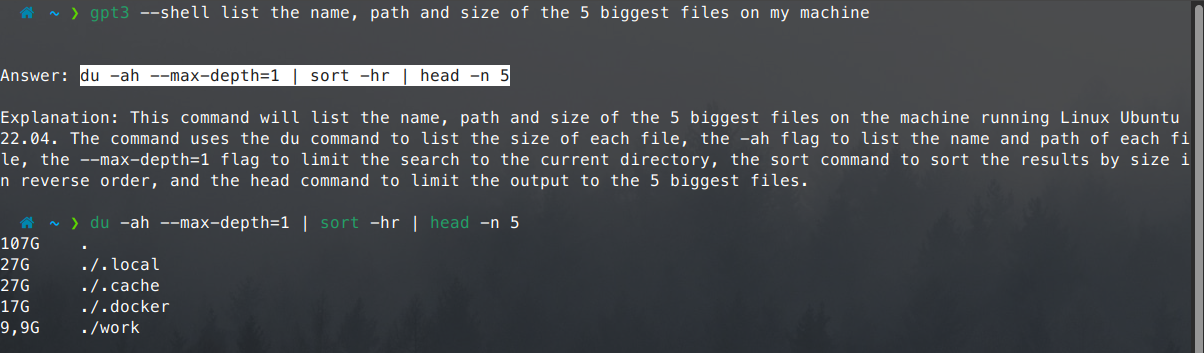 ~ ❯ gpt3 --shell list the name, path and size of the 5 biggest files on my machine
Answer: du -ah --max-depth=1 | sort -hr | head -n 5
Explanation: This command will list the name, path and size of the 5 biggest files on the machine running Linux Ubuntu
22.04. The command uses the du command to list the size of each file, the -ah flag to list the name and path of each fi
le, the --max-depth=1 flag to limit the search to the current directory, the sort command to sort the results by size i
n reverse order, and the head command to limit the output to the 5 biggest files.
~ ❯ du -ah --max-depth=1 | sort -hr | head -n 5
107G .
27G ./.local
27G ./.cache
17G ./.docker
9,9G ./work